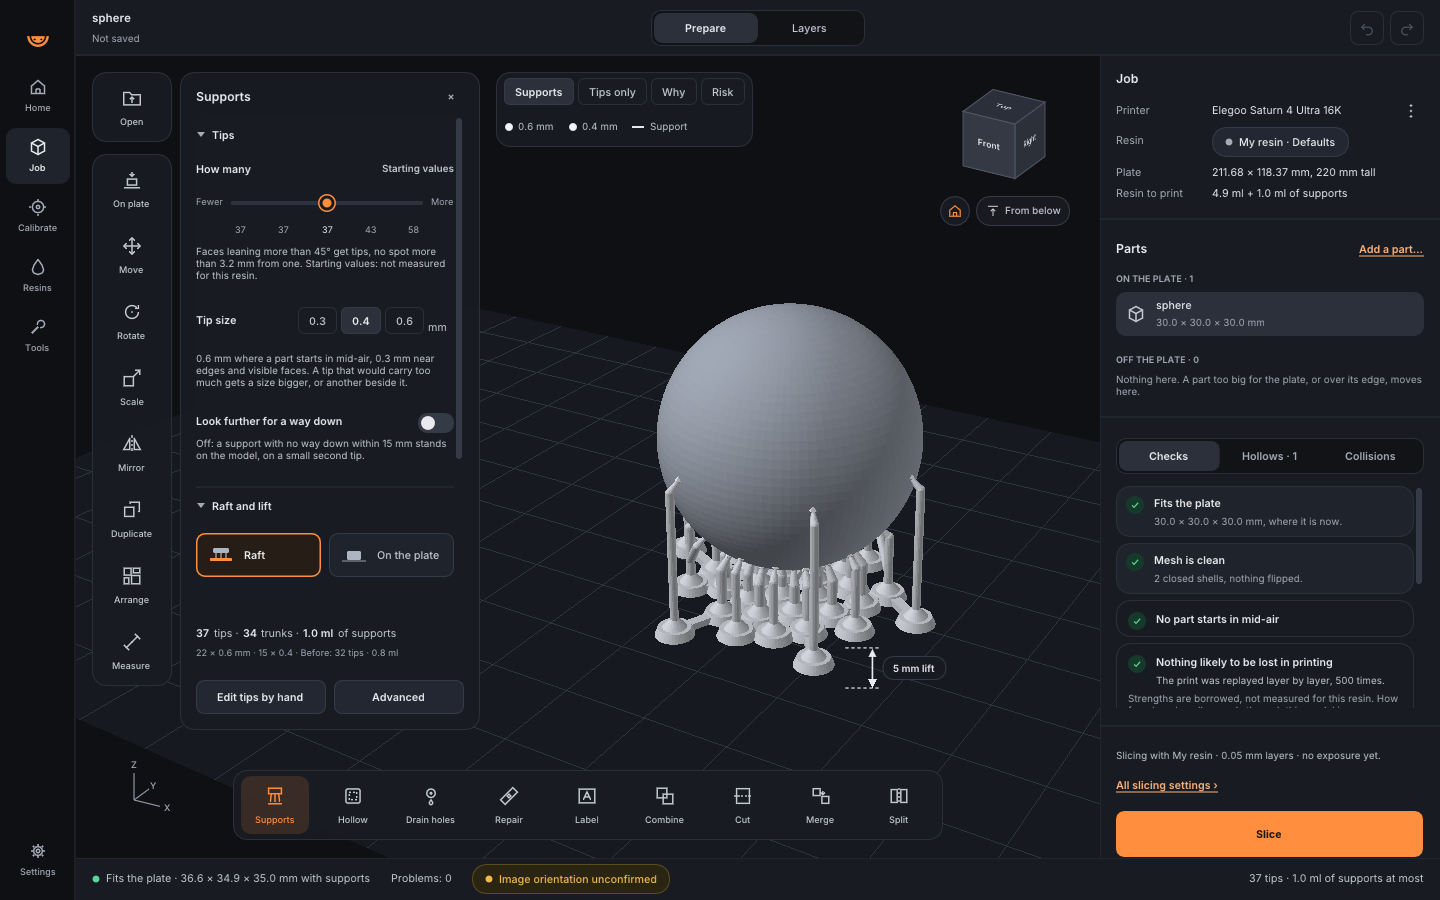 sphere
Not saved
Prepare
Layers
Home
Job
Calibrate
Resins
Tools
Settings
Open
On plate
Move
Rotate
Scale
Mirror
Duplicate
Arrange
Measure
Supports
×
Tips
How many
Starting values
Fewer
More
37 37 37 43 58
Faces leaning more than 45° get tips, no spot more
than 3.2 mm from one. Starting values: not measured
for this resin.
Tip size
0.3
0.4
0.6
mm
0.6 mm where a part starts in mid-air, 0.3 mm near
edges and visible faces. A tip that would carry too
much gets a size bigger, or another beside it.
Look further for a way down
Off: a support with no way down within 15 mm stands
on the model, on a small second tip.
Raft and lift
Raft
On the plate
37 tips · 34 trunks · 1.0 ml of supports
22 × 0.6 mm · 15 × 0.4 · Before: 32 tips · 0.8 ml
Edit tips by hand
Advanced
Supports
Tips only
Why
Risk
0.6 mm
0.4 mm
Support
Top
Front
Right
From below
5 mm lift
Z
Y
X
Supports
Hollow
Drain holes
Repair
Label
Combine
Cut
Merge
Split
Job
Printer Elegoo Saturn 4 Ultra 16K
Resin My resin · Defaults
Plate 211.68 × 118.37 mm, 220 mm tall
Resin to print 4.9 ml + 1.0 ml of supports
Parts
Add a part...
ON THE PLATE · 1
sphere
30.0 × 30.0 × 30.0 mm
OFF THE PLATE · 0
Nothing here. A part too big for the plate, or over its edge, moves
here.
Checks
Hollows · 1
Collisions
Fits the plate
30.0 × 30.0 × 30.0 mm, where it is now.
Mesh is clean
2 closed shells, nothing flipped.
No part starts in mid-air
Nothing likely to be lost in printing
The print was replayed layer by layer, 500 times.
Strengths are borrowed, not measured for this resin. How
Slicing with My resin · 0.05 mm layers · no exposure yet.
All slicing settings ›
Slice
Fits the plate · 36.6 × 34.9 × 35.0 mm with supports
Problems: 0
Image orientation unconfirmed
37 tips · 1.0 ml of supports at most